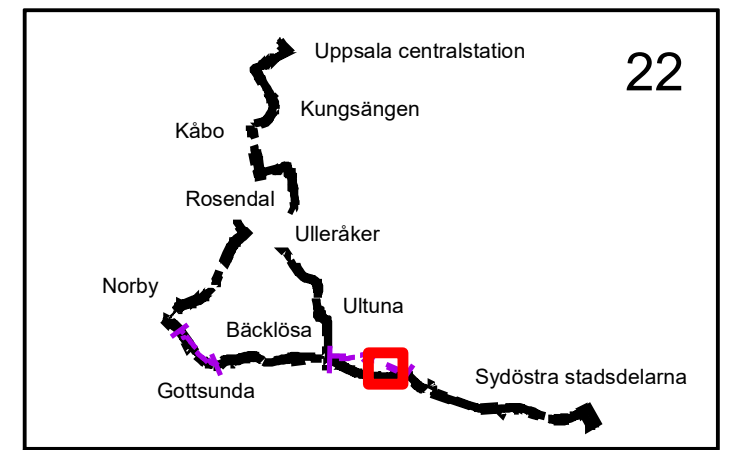 Uppsala centralstation
22
Kungsängen
Kåbo
Rosendal
Ulleråker
Norby
Ultuna
Bäcklösa
Sydöstra stadsdelarna
Gottsunda